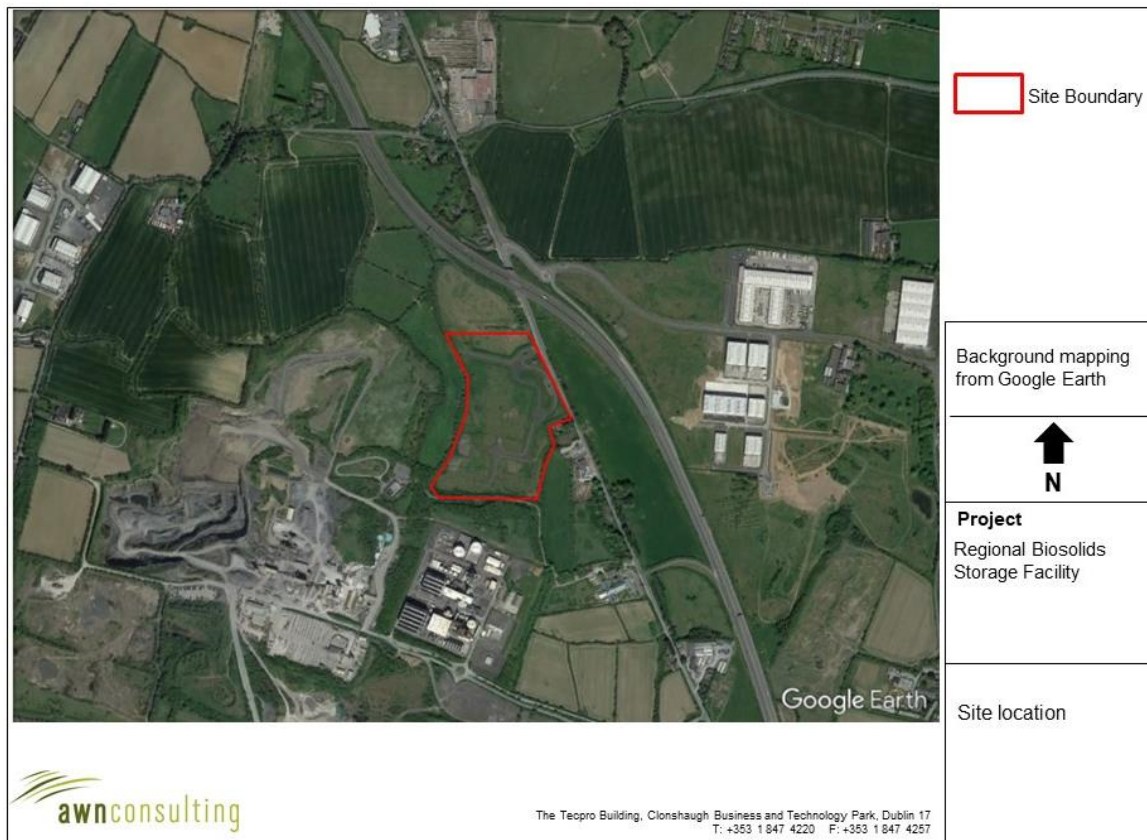 Site Boundary
Background mapping
from Google Earth
N
Project
Regional Biosolids
Storage Facility
Site location
Google Earth
awnconsulting
The Tecpro Building, Clonshaugh Business and Technology Park, Dublin 17
T: +353 1 847 4220 F: +353 1 847 4257